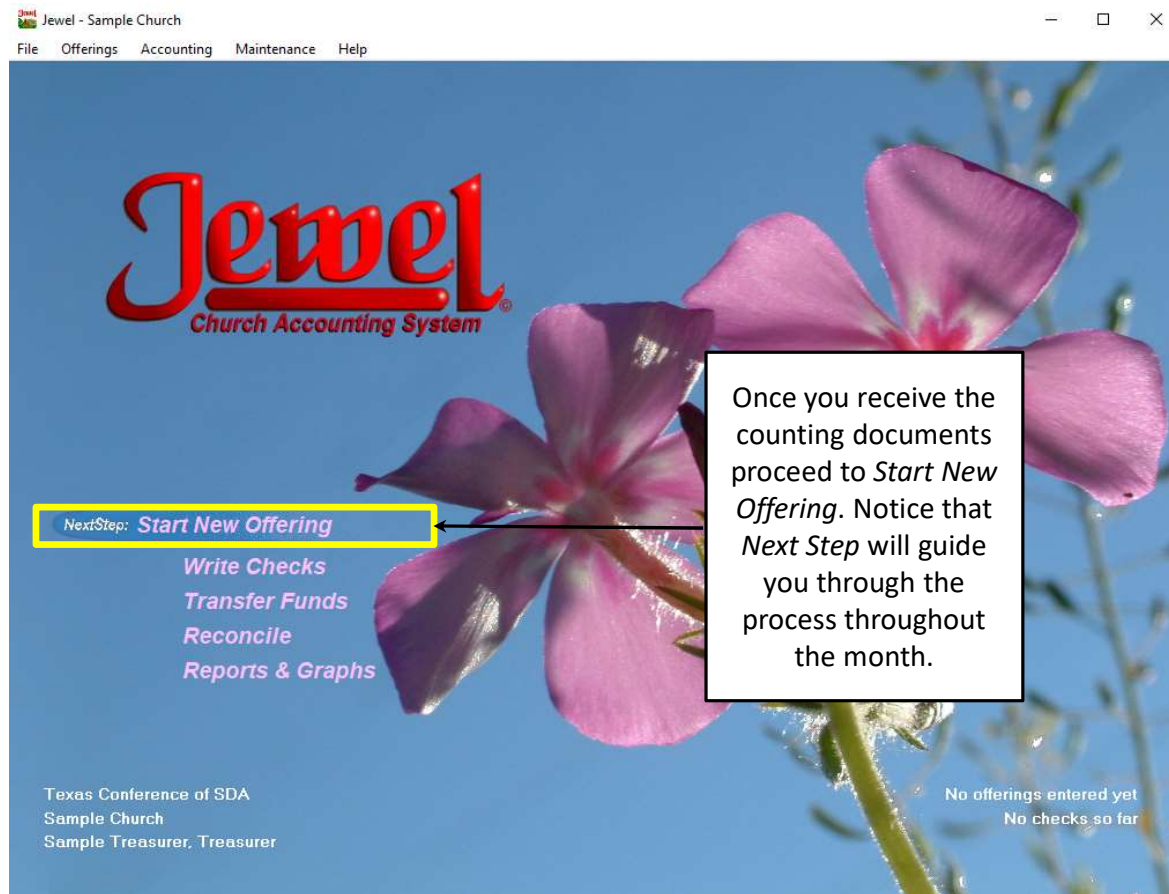 Jewel - Sample Church
File Offerings Accounting Maintenance Help
Jewel
©
Church Accounting System
Once you receive the
counting documents
proceed to Start New
Offering. Notice that
Next Step will guide
you through the
process throughout
the month.
NextStep: Start New Offering
Write Checks
Transfer Funds
Reconcile
Reports & Graphs
Texas Conference of SDA
Sample Church
Sample Treasurer, Treasurer
No offerings entered yet
No checks so far